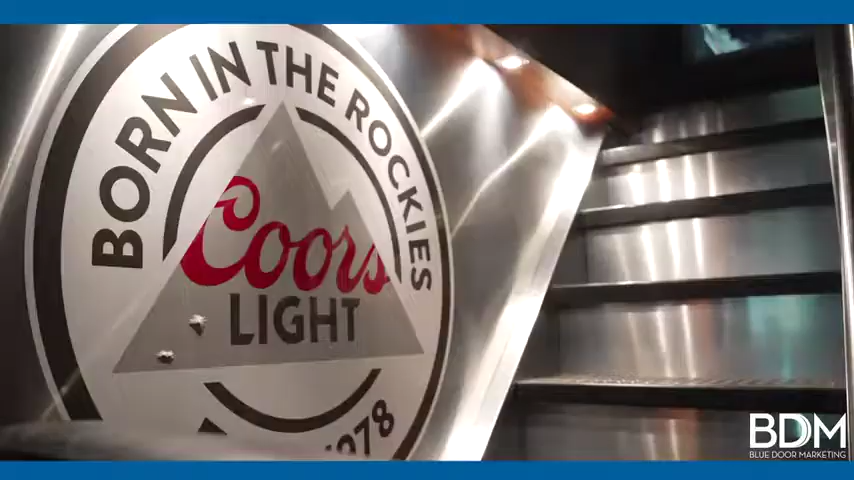 BORN IN THE ROCKIES
Coors
LIGHT
BDM
BLUE DOOR MARKETING